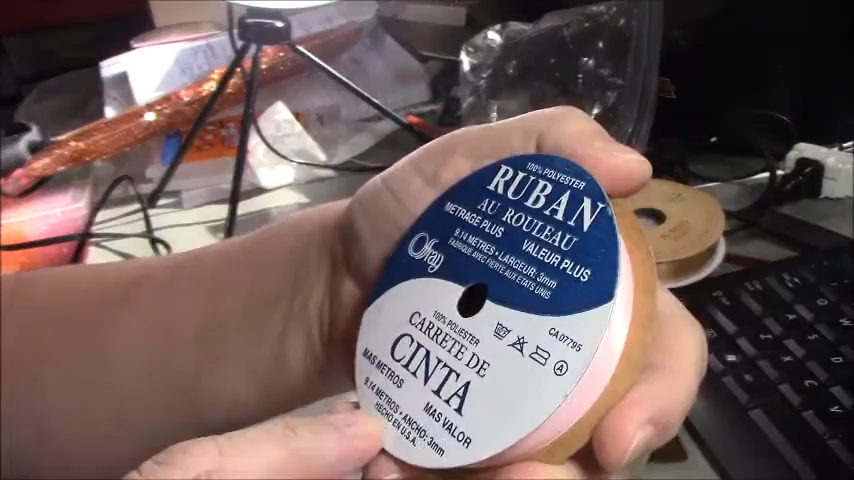 100% POLYESTER
RUBAN
AU ROULEAU
METRAGE PLUS VALEUR PLUS
9.14 METRES • LARGEUR: 3mm
FABRIQUE AVEC FIERTE AUX ETATS UNIS
Offray
100% POLYESTER
CARRETE DE
CINTA
CA 07795
A
MAS METROS MAS VALOR
9.14 METROS • ANCHO: 3mm
HECHO EN U.S.A.